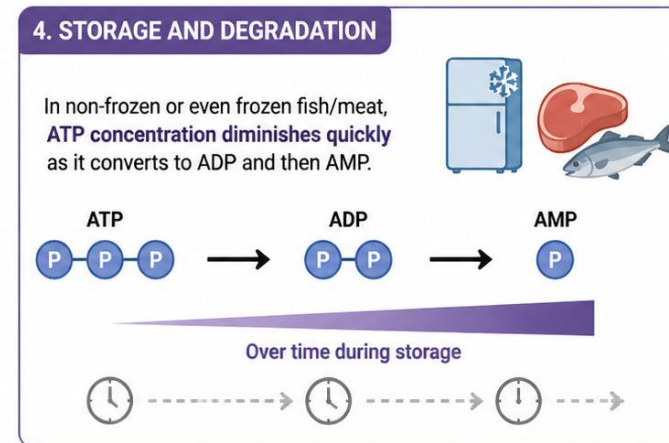 4. STORAGE AND DEGRADATION
In non-frozen or even frozen fish/meat,
ATP concentration diminishes quickly
as it converts to ADP and then AMP.
ATP ADP AMP
P P P P P P
Over time during storage